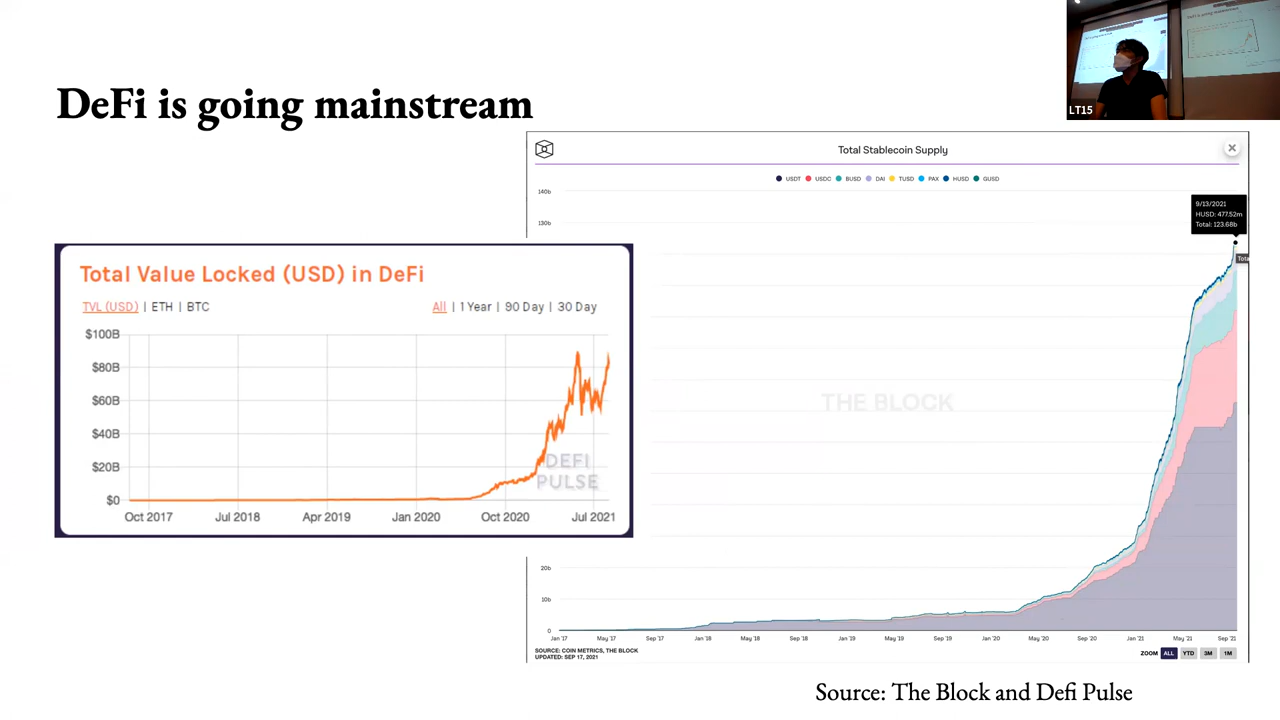 DeFi is going mainstream
LT15
Total Stablecoin Supply
USDT USDC BUSD DAI TUSD PAX HUSD GUSD
140b
130b
9/13/2021
HUSD: 477.52m
Total: 123.68b
Total Value Locked (USD) in DeFi
TVL (USD) | ETH | BTC
All | 1 Year | 90 Day | 30 Day
$100B
$80B
$60B
$40B
$20B
$0
DEFI
PULSE
Oct 2017 Jul 2018 Apr 2019 Jan 2020 Oct 2020 Jul 2021
THE BLOCK
20b
10b
0
Jan '17 May '17 Sep '17 Jan '18 May '18 Sep '18 Jan '19 May '19 Sep '19 Jan '20 May '20 Sep '20 Jan '21 May '21 Sep '21
SOURCE: COIN METRICS, THE BLOCK
UPDATED: SEP 17, 2021
ZOOM ALL YTD 3M 1M
Source: The Block and Defi Pulse